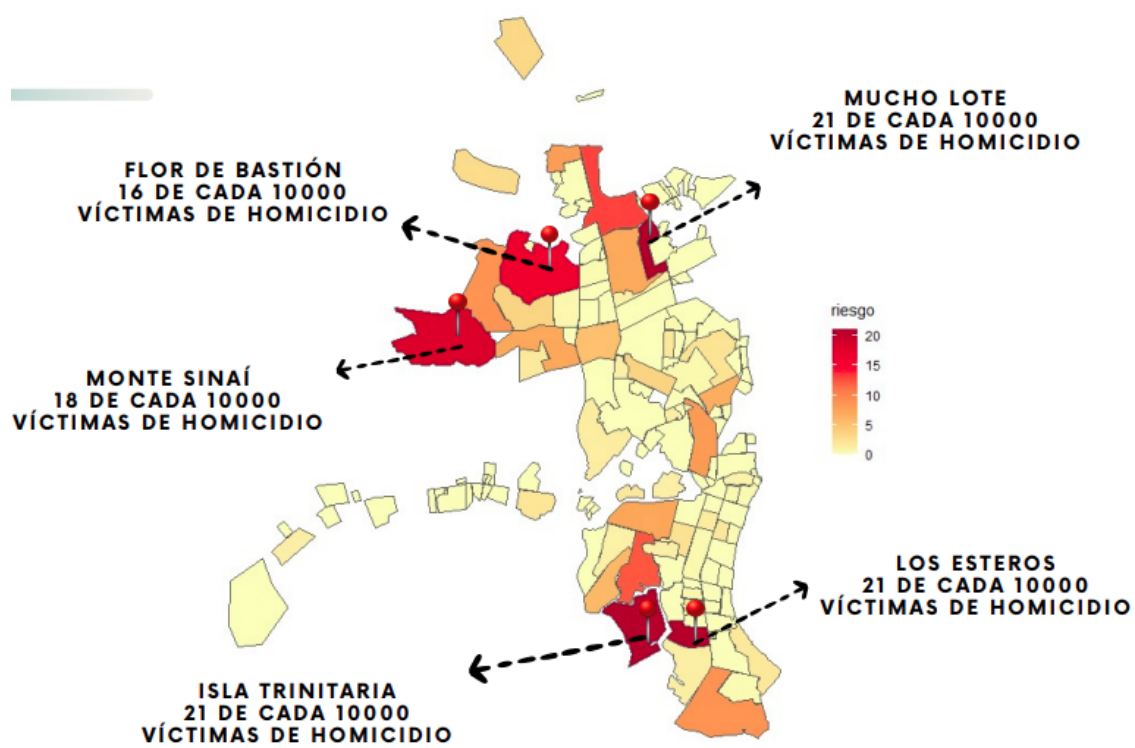 MUCHO LOTE
21 DE CADA 10000
VÍCTIMAS DE HOMICIDIO
FLOR DE BASTIÓN
16 DE CADA 10000
VÍCTIMAS DE HOMICIDIO
riesgo
20
15
10
5
0
MONTE SINAÍ
18 DE CADA 10000
VÍCTIMAS DE HOMICIDIO
LOS ESTEROS
21 DE CADA 10000
VÍCTIMAS DE HOMICIDIO
ISLA TRINITARIA
21 DE CADA 10000
VÍCTIMAS DE HOMICIDIO